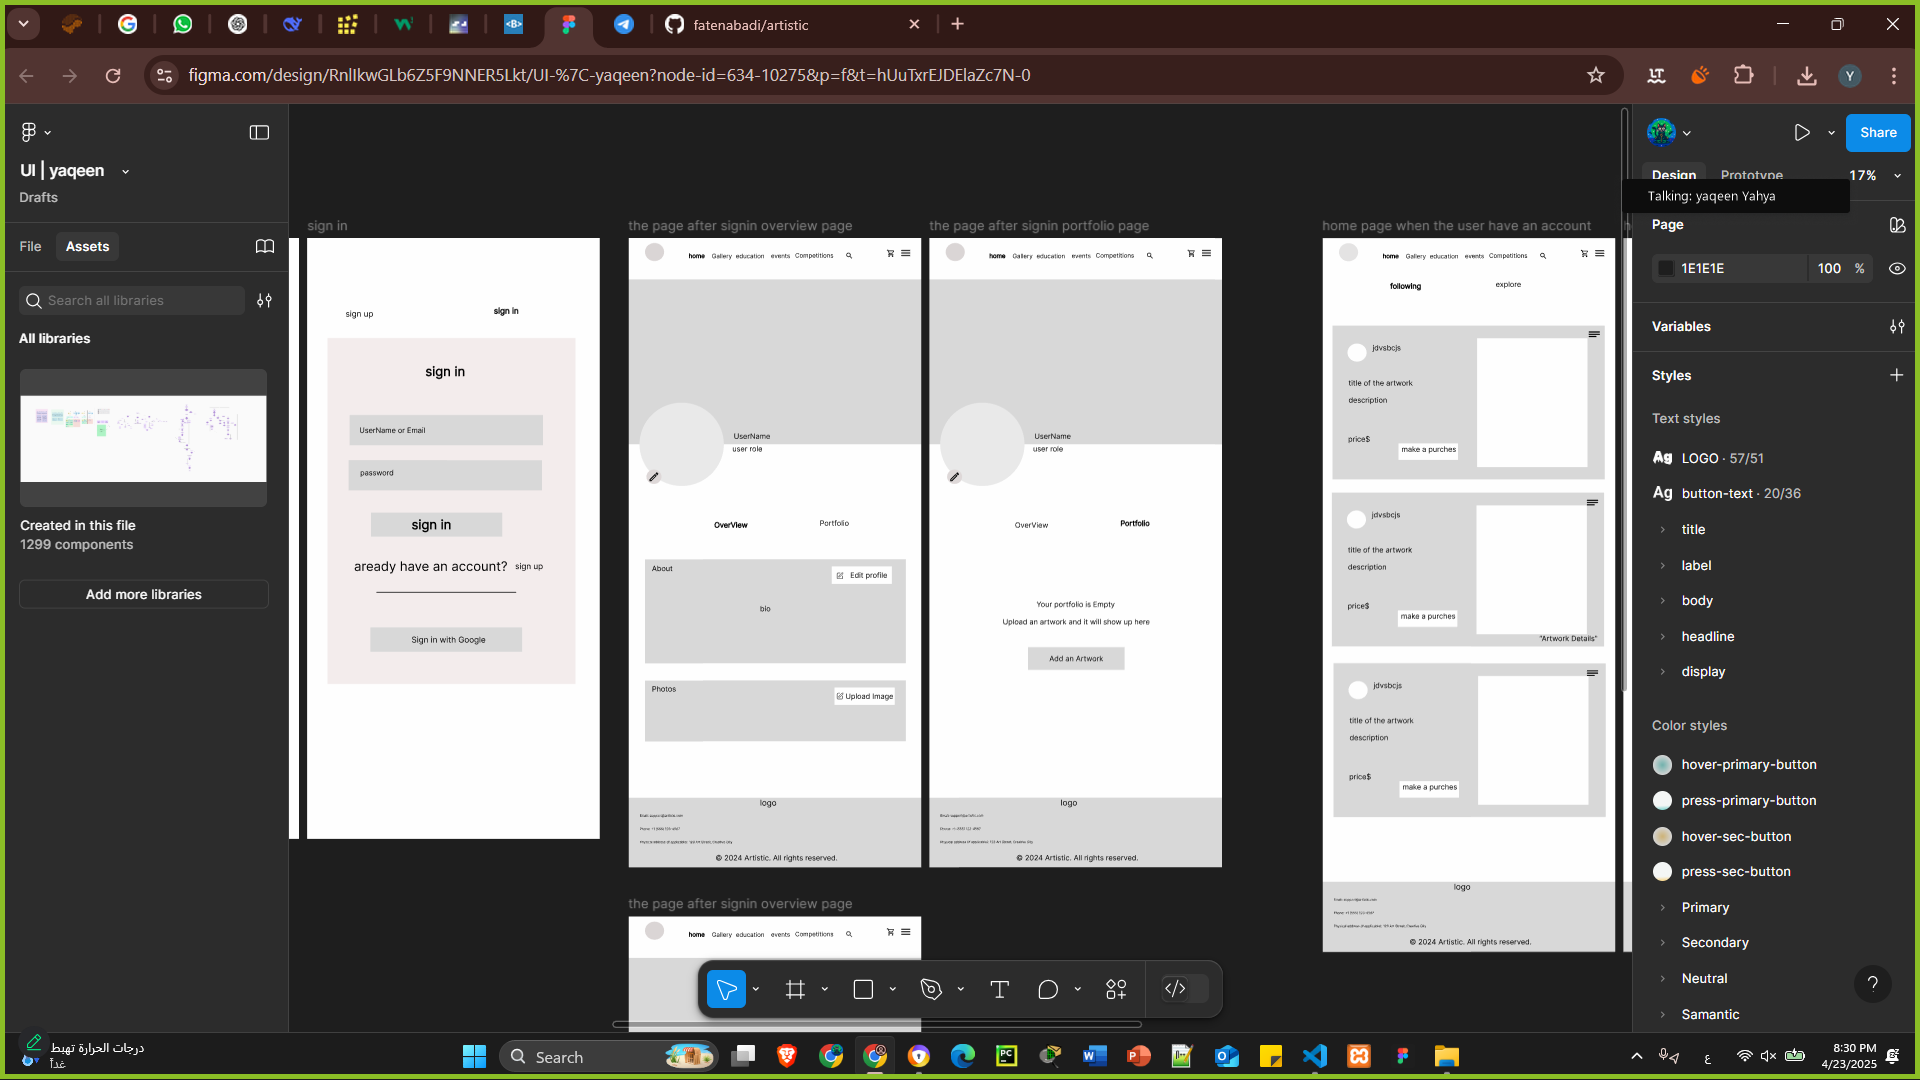 fatenabadi/artistic
figma.com/design/RnlIkwGLb6Z5F9NNER5Lkt/UI-%7C-yaqeen?node-id=634-10275&p=f&t=hUuTxrEJDElaZc7N-0
Y
UI | yaqeen
Drafts
File
Assets
Search all libraries
All libraries
Created in this file
1299 components
Add more libraries
sign in
sign up
sign in
sign in
UserName or Email
password
sign in
aready have an account? sign up
Sign in with Google
the page after signin overview page
home Gallery education events Competitions
UserName
user role
OverView
Portfolio
About
Edit profile
bio
Photos
Upload Image
logo
© 2024 Artistic. All rights reserved.
the page after signin portfolio page
home Gallery education events Competitions
UserName
user role
OverView
Portfolio
Your portfolio is Empty
Upload an artwork and it will show up here
Add an Artwork
logo
© 2024 Artistic. All rights reserved.
home page when the user have an account
home Gallery education events Competitions
following
explore
jdvsbcjs
title of the artwork
description
price$
make a purches
jdvsbcjs
title of the artwork
description
price$
make a purches
"Artwork Details"
jdvsbcjs
title of the artwork
description
price$
make a purches
logo
© 2024 Artistic. All rights reserved.
the page after signin overview page
home Gallery education events Competitions
Share
Design
Prototype
17%
Talking: yaqeen Yahya
Page
1E1E1E
100 %
Variables
Styles
Text styles
Ag LOGO · 57/51
Ag button-text · 20/36
title
label
body
headline
display
Color styles
hover-primary-button
press-primary-button
hover-sec-button
press-sec-button
Primary
Secondary
Neutral
Samantic
?
درجات الحرارة تهبط
غداً
Search
ع
8:30 PM
4/23/2025